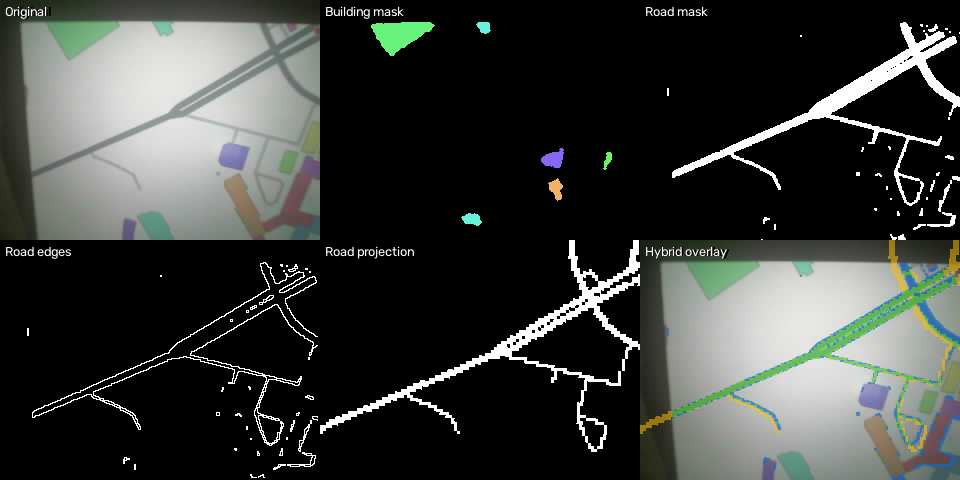 Original
Building mask
Road mask
Road edges
Road projection
Hybrid overlay